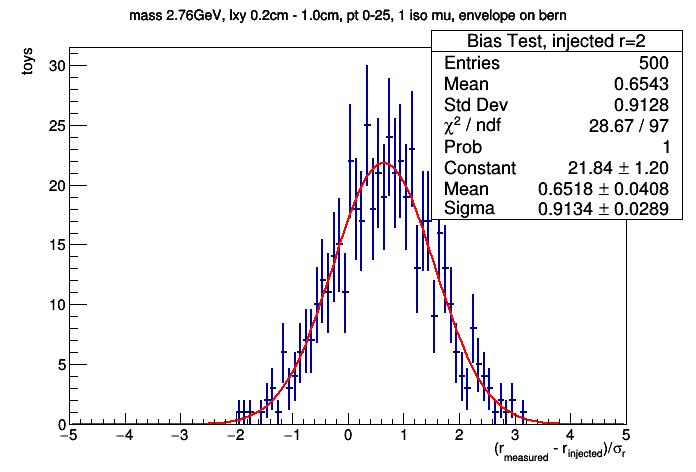 mass 2.76GeV, lxy 0.2cm - 1.0cm, pt 0-25, 1 iso mu, envelope on bern
Bias Test, injected r=2
Entries 500
Mean 0.6543
Std Dev 0.9128
χ² / ndf 28.67 / 97
Prob 1
Constant 21.84 ± 1.20
Mean 0.6518 ± 0.0408
Sigma 0.9134 ± 0.0289
toys
30
25
20
15
10
5
0
−5 −4 −3 −2 −1 0 1 2 3 4 5
(r_measured - r_injected)/σ_r